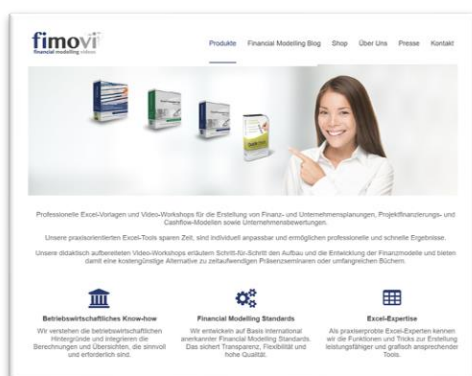 fimovi
financial modelling videos
Produkte Financial Modelling Blog Shop Über Uns Presse Kontakt
Professionelle Excel-Vorlagen und Video-Workshops für die Erstellung von Finanz- und Unternehmensplanungen, Projektfinanzierungs- und
Cashflow-Modellen sowie Unternehmensbewertungen.
Unsere praxisorientierten Excel-Tools sparen Zeit, sind individuell anpassbar und ermöglichen professionelle und schnelle Ergebnisse.
Unsere didaktisch aufbereiteten Video-Workshops erläutern Schritt-für-Schritt den Aufbau und die Entwicklung der Finanzmodelle und bieten
damit eine kostengünstige Alternative zu zeitaufwendigen Präsenzseminaren oder umfangreichen Büchern.
Betriebswirtschaftliches Know-how
Wir verstehen die betriebswirtschaftlichen
Hintergründe und integrieren die
Berechnungen und Übersichten, die sinnvoll
und erforderlich sind.
Financial Modelling Standards
Wir entwickeln auf Basis international
anerkannter Financial Modelling Standards.
Das sichert Transparenz, Flexibilität und
hohe Qualität.
Excel-Expertise
Als praxiserprobte Excel-Experten kennen
wir die Funktionen und Tricks zur Erstellung
leistungsfähiger und grafisch ansprechender
Tools.